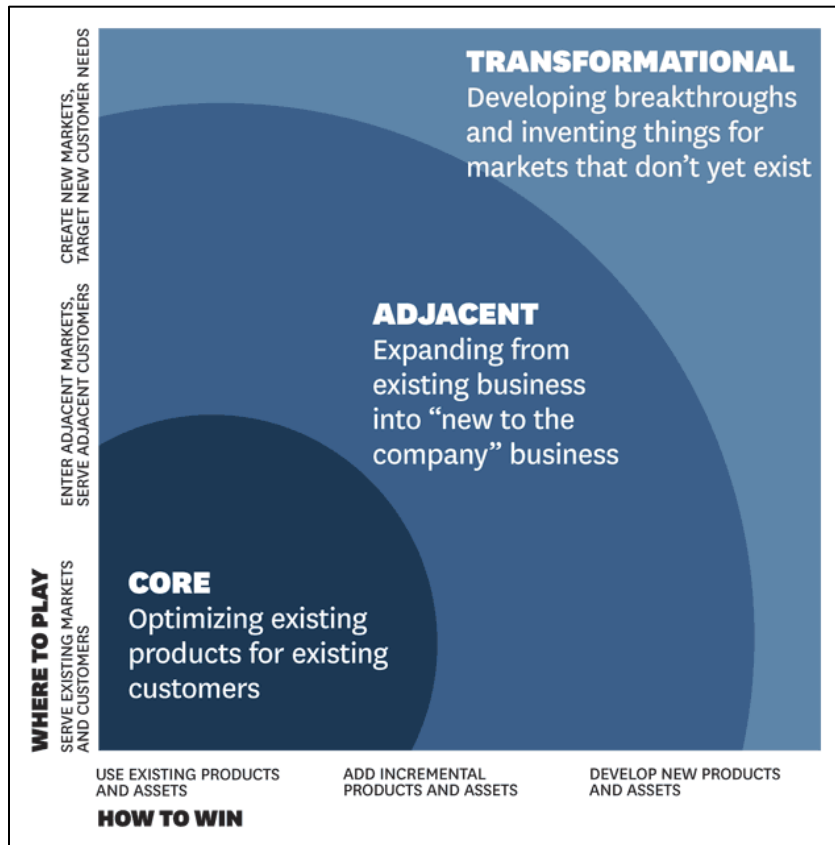 TRANSFORMATIONAL
Developing breakthroughs
and inventing things for
markets that don’t yet exist
ADJACENT
Expanding from
existing business
into “new to the
company” business
CORE
Optimizing existing
products for existing
customers
WHERE TO PLAY
CREATE NEW MARKETS,
TARGET NEW CUSTOMER NEEDS
ENTER ADJACENT MARKETS,
SERVE ADJACENT CUSTOMERS
SERVE EXISTING MARKETS
AND CUSTOMERS
USE EXISTING PRODUCTS
AND ASSETS
ADD INCREMENTAL
PRODUCTS AND ASSETS
DEVELOP NEW PRODUCTS
AND ASSETS
HOW TO WIN